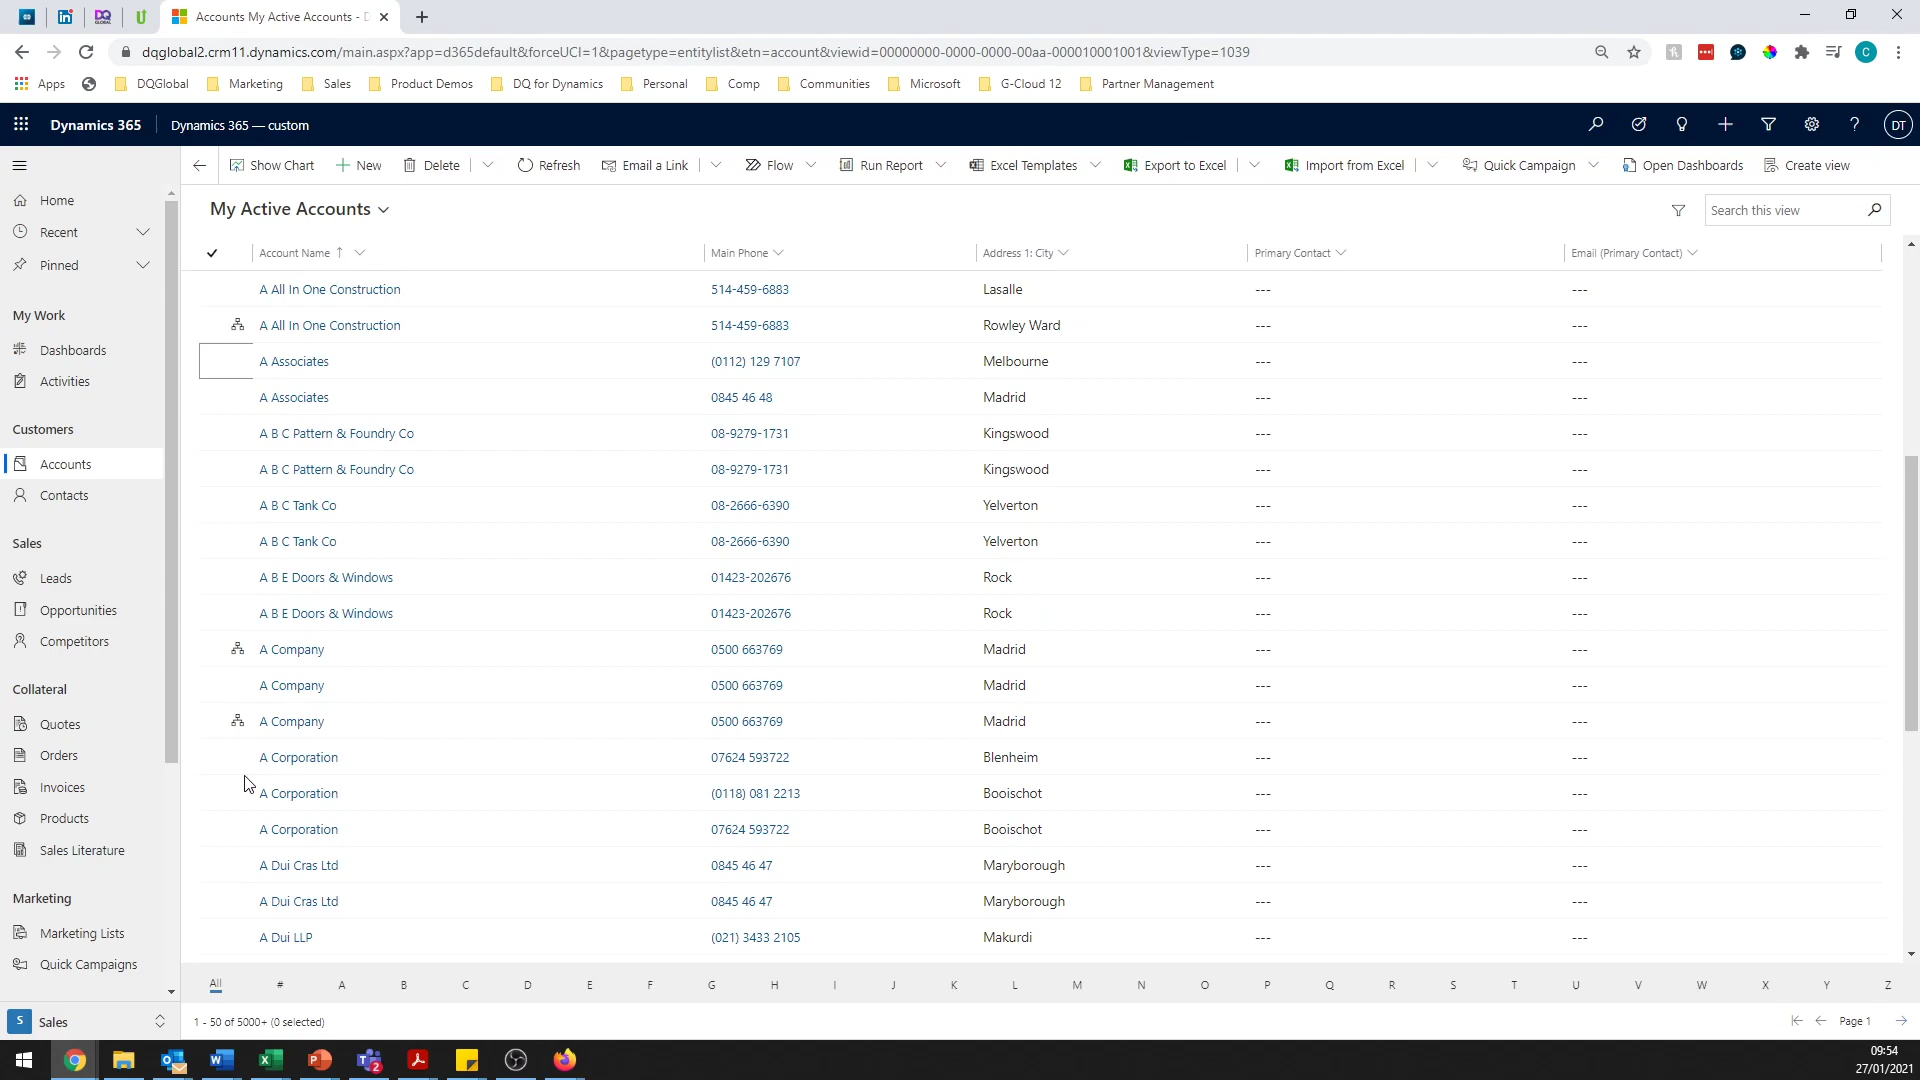 Accounts My Active Accounts - D
dqglobal2.crm11.dynamics.com/main.aspx?app=d365default&forceUCI=1&pagetype=entitylist&etn=account&viewid=00000000-0000-0000-00aa-000010001001&viewType=1039
C
Apps DQGlobal Marketing Sales Product Demos DQ for Dynamics Personal Comp Communities Microsoft G-Cloud 12 Partner Management
Dynamics 365 Dynamics 365 — custom DT
Show Chart New Delete Refresh Email a Link Flow Run Report Excel Templates Export to Excel Import from Excel Quick Campaign Open Dashboards Create view
Home
Recent
Pinned
My Work
Dashboards
Activities
Customers
Accounts
Contacts
Sales
Leads
Opportunities
Competitors
Collateral
Quotes
Orders
Invoices
Products
Sales Literature
Marketing
Marketing Lists
Quick Campaigns
S Sales
My Active Accounts Search this view
Account Name Main Phone Address 1: City Primary Contact Email (Primary Contact)
A All In One Construction 514-459-6883 Lasalle --- ---
A All In One Construction 514-459-6883 Rowley Ward --- ---
A Associates (0112) 129 7107 Melbourne --- ---
A Associates 0845 46 48 Madrid --- ---
A B C Pattern & Foundry Co 08-9279-1731 Kingswood --- ---
A B C Pattern & Foundry Co 08-9279-1731 Kingswood --- ---
A B C Tank Co 08-2666-6390 Yelverton --- ---
A B C Tank Co 08-2666-6390 Yelverton --- ---
A B E Doors & Windows 01423-202676 Rock --- ---
A B E Doors & Windows 01423-202676 Rock --- ---
A Company 0500 663769 Madrid --- ---
A Company 0500 663769 Madrid --- ---
A Company 0500 663769 Madrid --- ---
A Corporation 07624 593722 Blenheim --- ---
A Corporation (0118) 081 2213 Booischot --- ---
A Corporation 07624 593722 Booischot --- ---
A Dui Cras Ltd 0845 46 47 Maryborough --- ---
A Dui Cras Ltd 0845 46 47 Maryborough --- ---
A Dui LLP (021) 3433 2105 Makurdi --- ---
All # A B C D E F G H I J K L M N O P Q R S T U V W X Y Z
1 - 50 of 5000+ (0 selected) Page 1
09:54
27/01/2021